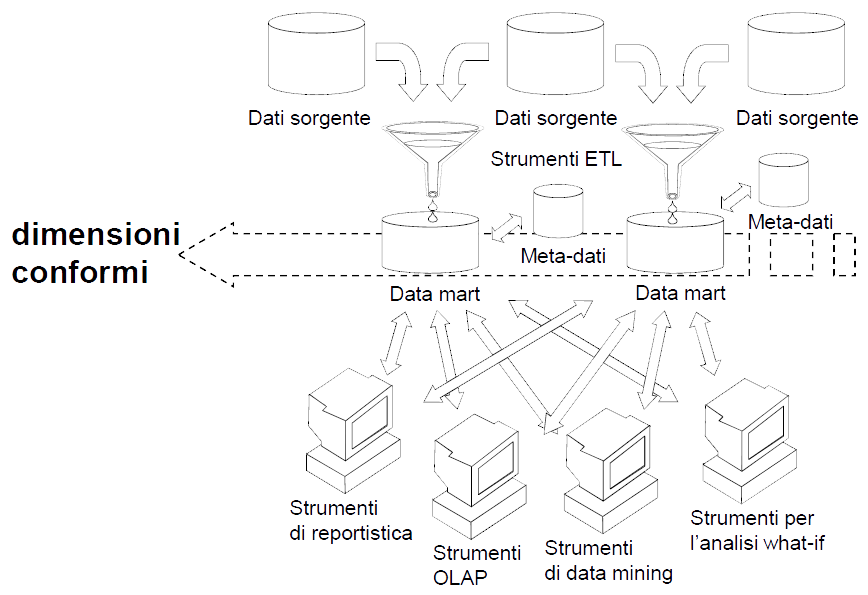 Dati sorgente
Dati sorgente
Dati sorgente
Strumenti ETL
Meta-dati
Meta-dati
dimensioni
conformi
Data mart
Data mart
Strumenti
di reportistica
Strumenti
OLAP
Strumenti
di data mining
Strumenti per
l'analisi what-if